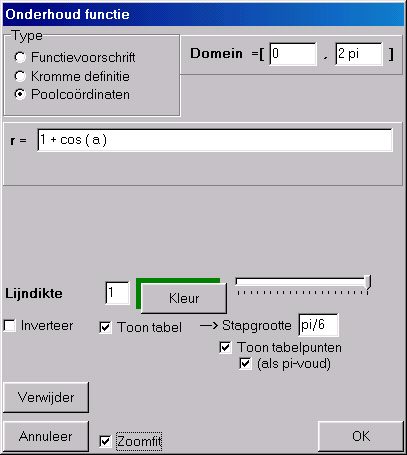 Onderhoud functie
Type
Functievoorschrift
Kromme definitie
Poolcoördinaten
Domein =[ 0 , 2 pi ]
r = 1 + cos ( a )
Lijndikte 1 Kleur
Inverteer Toon tabel —> Stapgrootte pi/6
Toon tabelpunten
(als pi-voud)
Verwijder
Annuleer Zoomfit OK